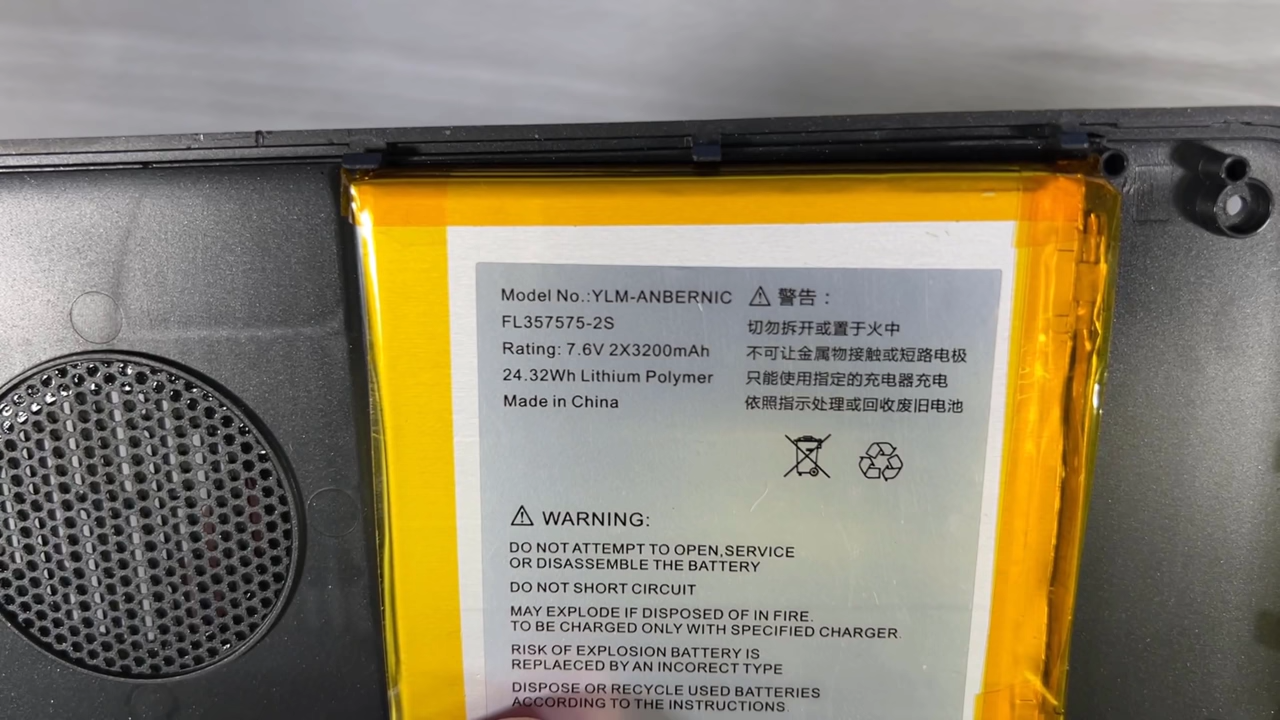 Model No.:YLM-ANBERNIC
FL357575-2S
Rating: 7.6V 2X3200mAh
24.32Wh Lithium Polymer
Made in China
⚠ 警告：
切勿拆开或置于火中
不可让金属物接触或短路电极
只能使用指定的充电器充电
依照指示处理或回收废旧电池
⚠ WARNING:
DO NOT ATTEMPT TO OPEN,SERVICE
OR DISASSEMBLE THE BATTERY
DO NOT SHORT CIRCUIT
MAY EXPLODE IF DISPOSED OF IN FIRE.
TO BE CHARGED ONLY WITH SPECIFIED CHARGER.
RISK OF EXPLOSION BATTERY IS
REPLAECED BY AN INCORECT TYPE
DISPOSE OR RECYCLE USED BATTERIES
ACCORDING TO THE INSTRUCTIONS.